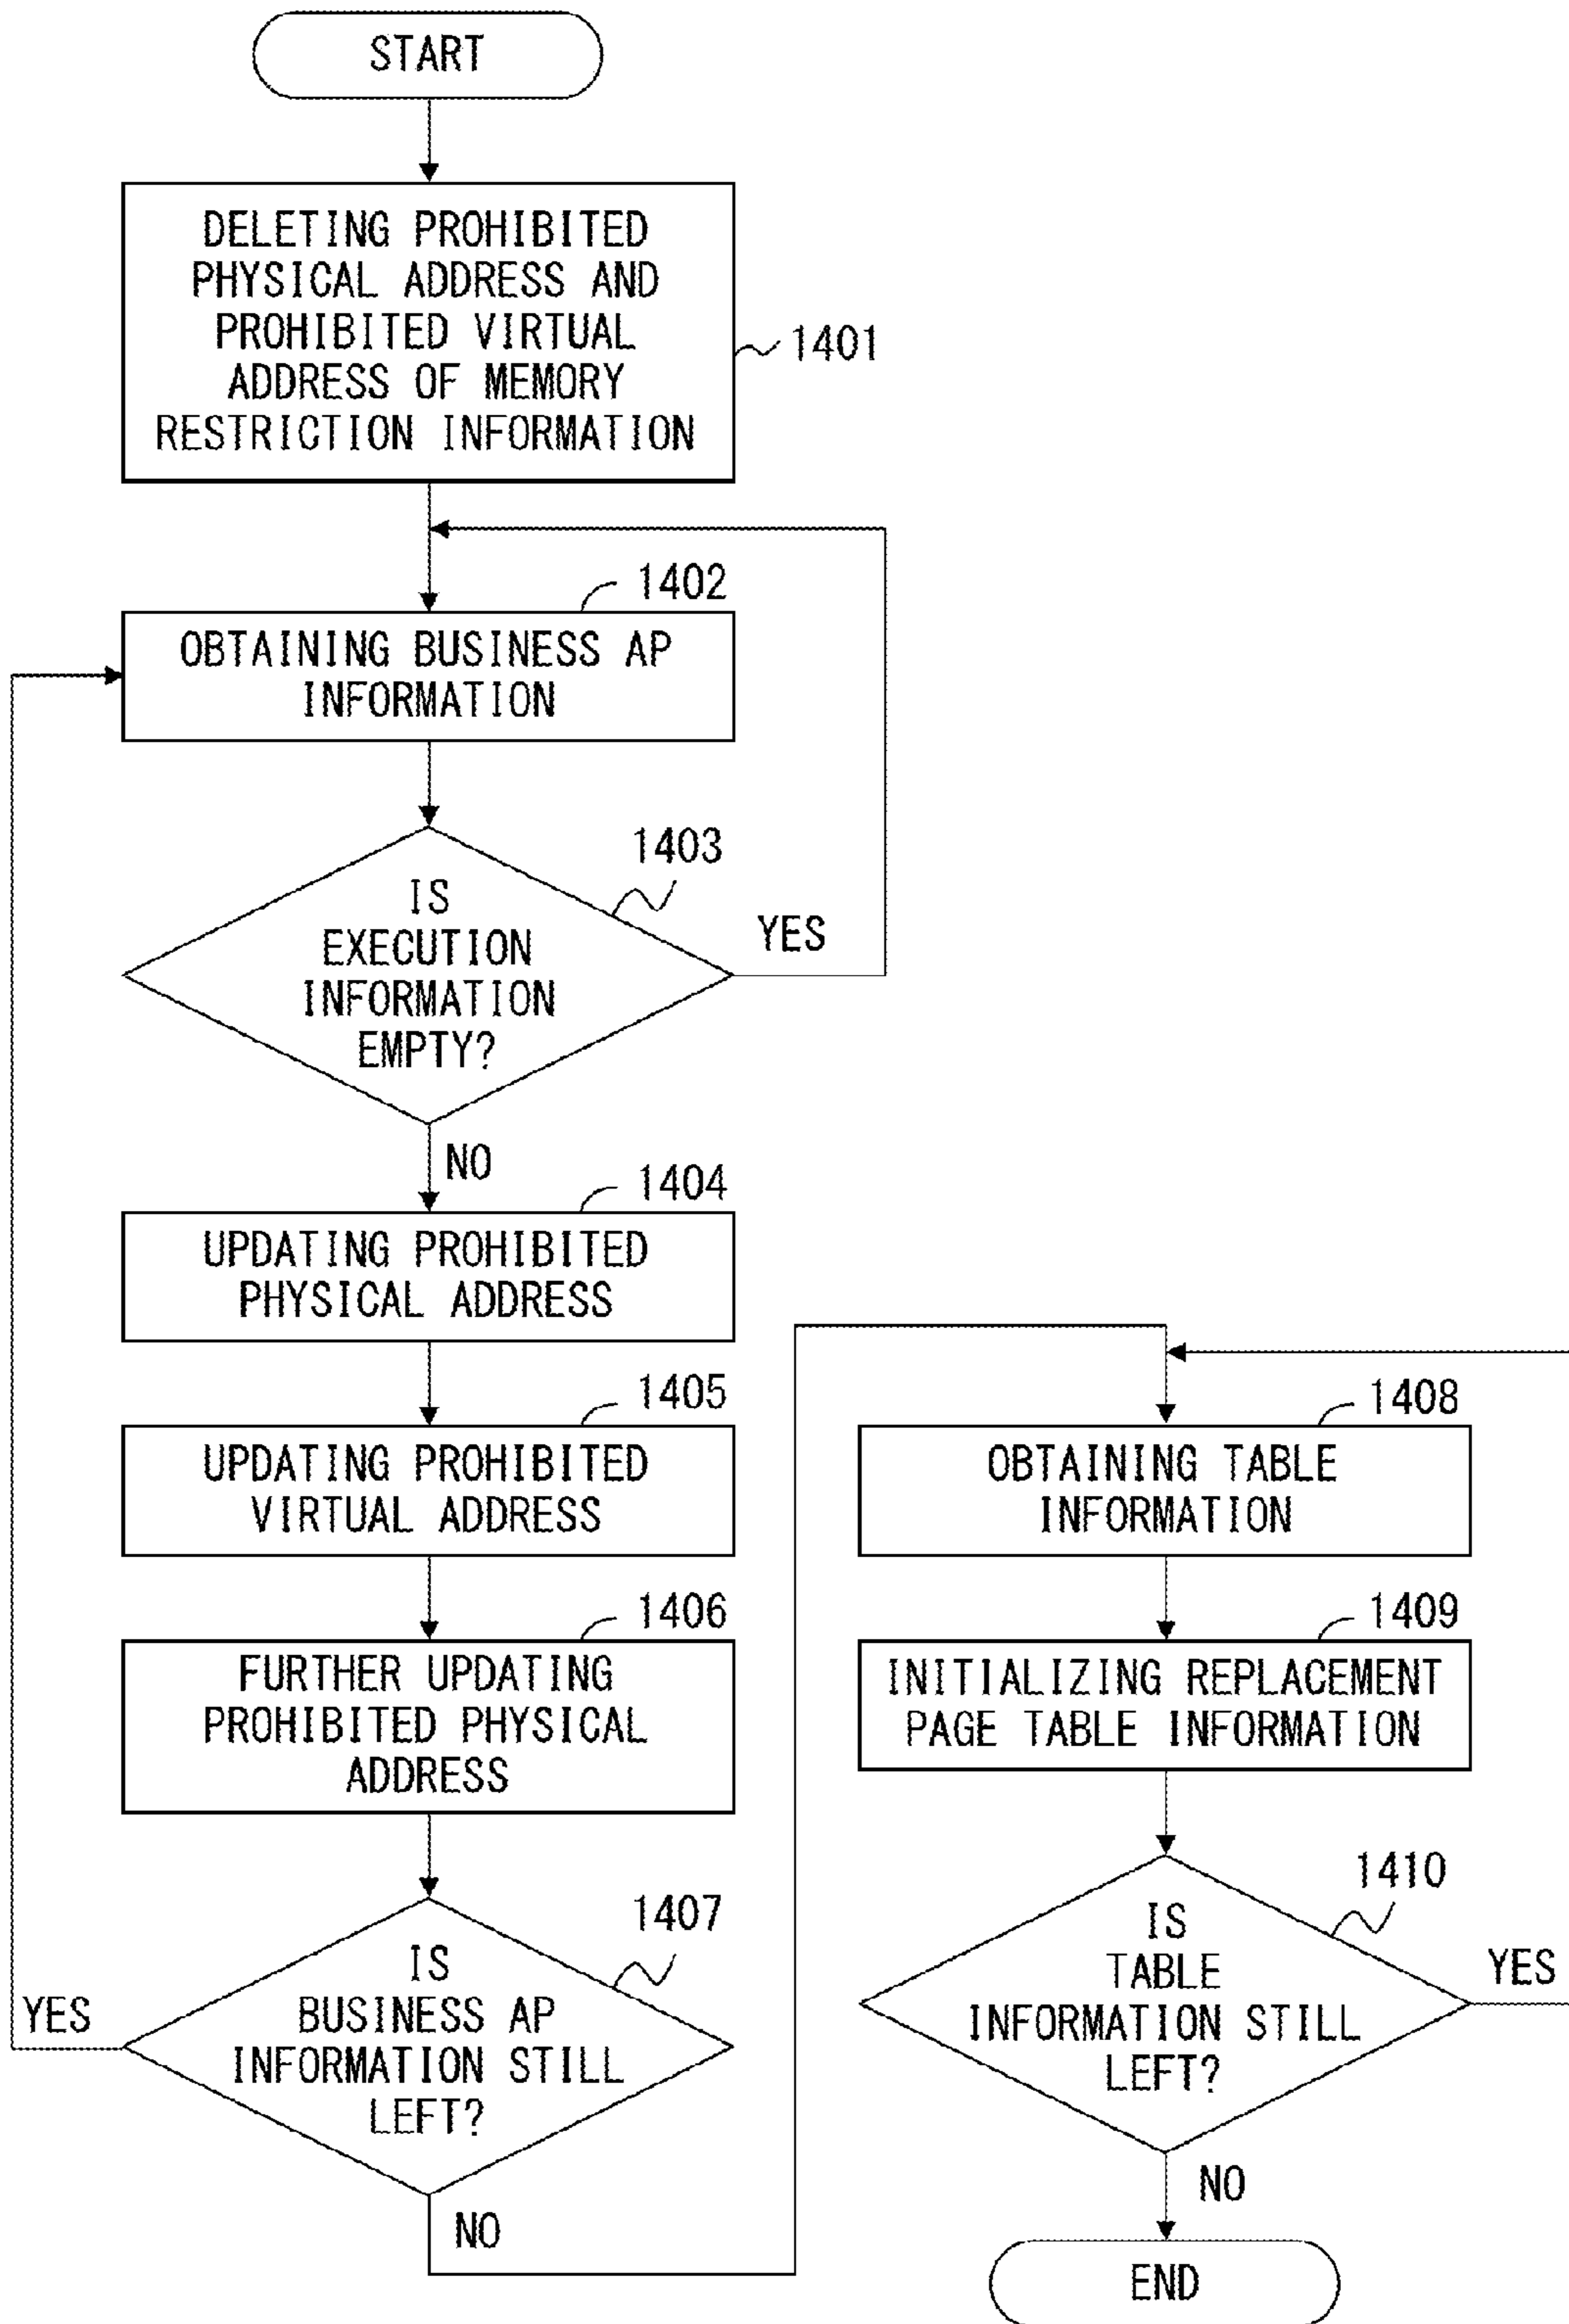 START
DELETING PROHIBITED
PHYSICAL ADDRESS AND
PROHIBITED VIRTUAL
ADDRESS OF MEMORY
RESTRICTION INFORMATION
1401
1402
OBTAINING BUSINESS AP
INFORMATION
1403
IS
EXECUTION
INFORMATION
EMPTY?
YES
NO
1404
UPDATING PROHIBITED
PHYSICAL ADDRESS
1405
UPDATING PROHIBITED
VIRTUAL ADDRESS
1406
FURTHER UPDATING
PROHIBITED PHYSICAL
ADDRESS
1407
IS
BUSINESS AP
INFORMATION STILL
LEFT?
YES
NO
1408
OBTAINING TABLE
INFORMATION
1409
INITIALIZING REPLACEMENT
PAGE TABLE INFORMATION
1410
IS
TABLE
INFORMATION STILL
LEFT?
YES
NO
END